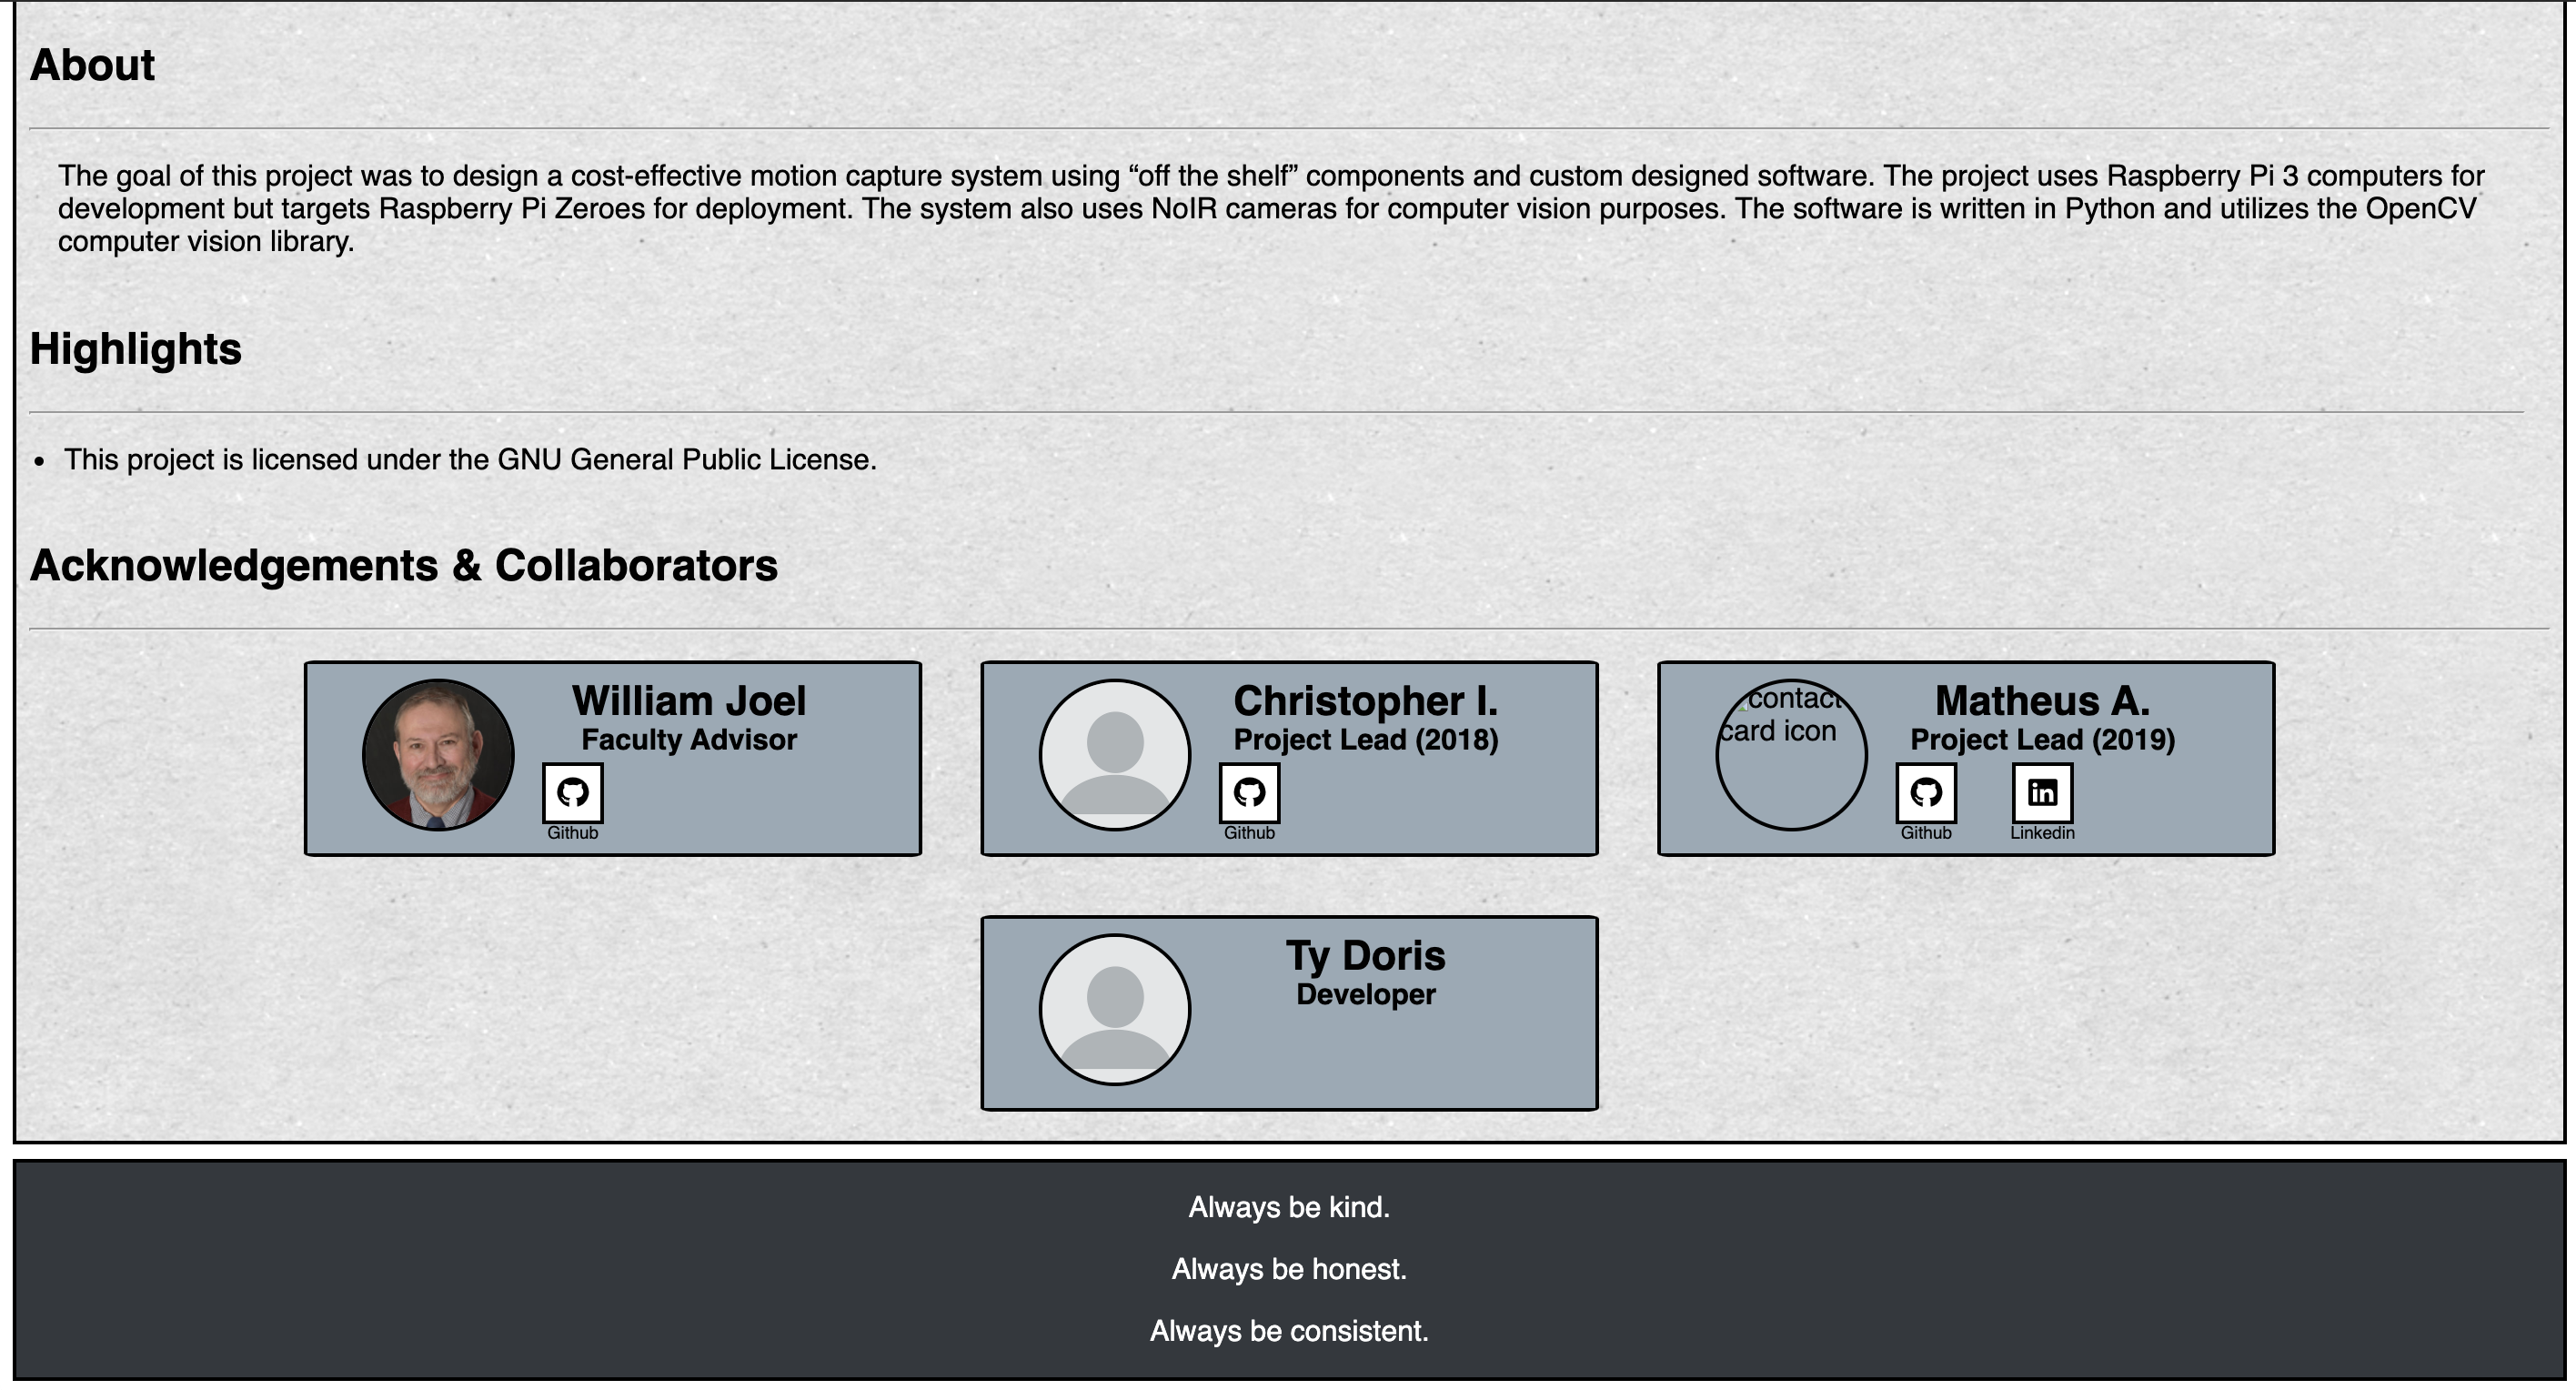 About
The goal of this project was to design a cost-effective motion capture system using “off the shelf” components and custom designed software. The project uses Raspberry Pi 3 computers for
development but targets Raspberry Pi Zeroes for deployment. The system also uses NoIR cameras for computer vision purposes. The software is written in Python and utilizes the OpenCV
computer vision library.
Highlights
• This project is licensed under the GNU General Public License.
Acknowledgements & Collaborators
William Joel
Faculty Advisor
Github
Christopher I.
Project Lead (2018)
Github
contact
card icon
Matheus A.
Project Lead (2019)
in
Github
Linkedin
Ty Doris
Developer
Always be kind.
Always be honest.
Always be consistent.